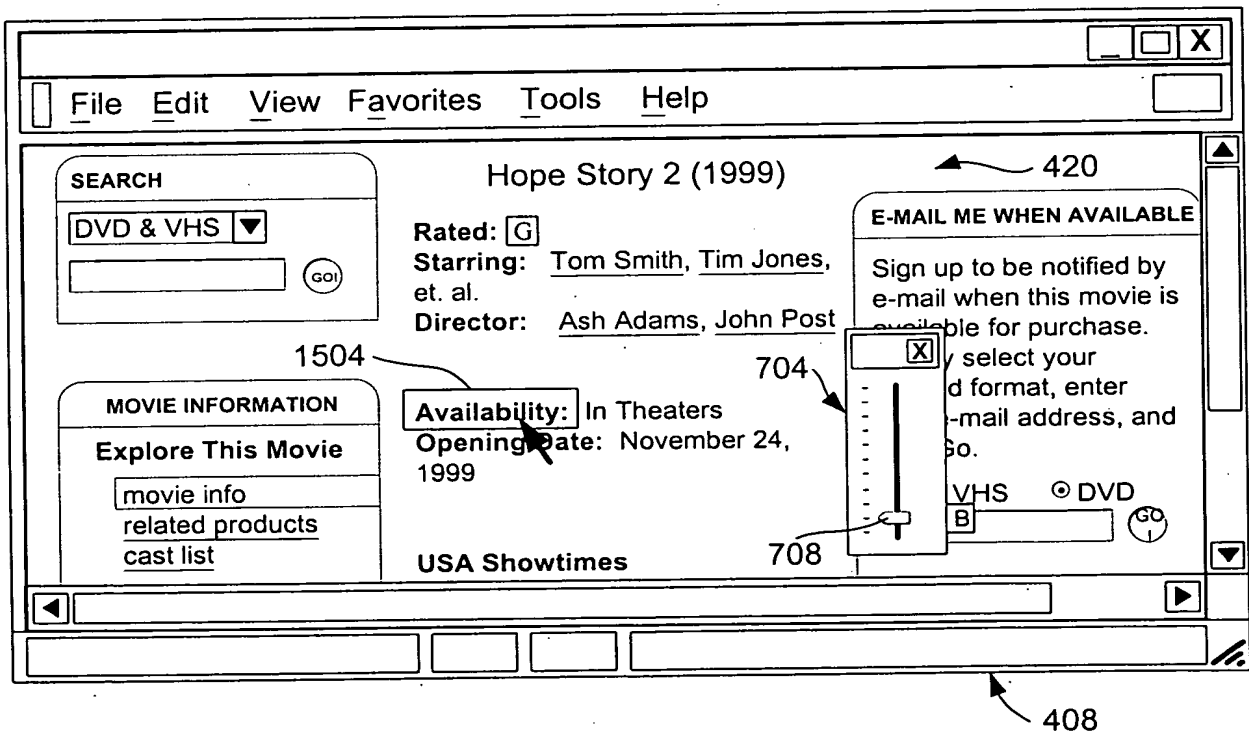 X
File Edit View Favorites Tools Help
SEARCH
DVD & VHS
GO!
Hope Story 2 (1999)
420
Rated: G
Starring: Tom Smith, Tim Jones,
et. al.
Director: Ash Adams, John Post
E-MAIL ME WHEN AVAILABLE
Sign up to be notified by
e-mail when this movie is
available for purchase.
select your
format, enter
e-mail address, and
Go.
VHS DVD
GO
1504
704
X
B
708
MOVIE INFORMATION
Explore This Movie
movie info
related products
cast list
Availability: In Theaters
Opening Date: November 24,
1999
USA Showtimes
408